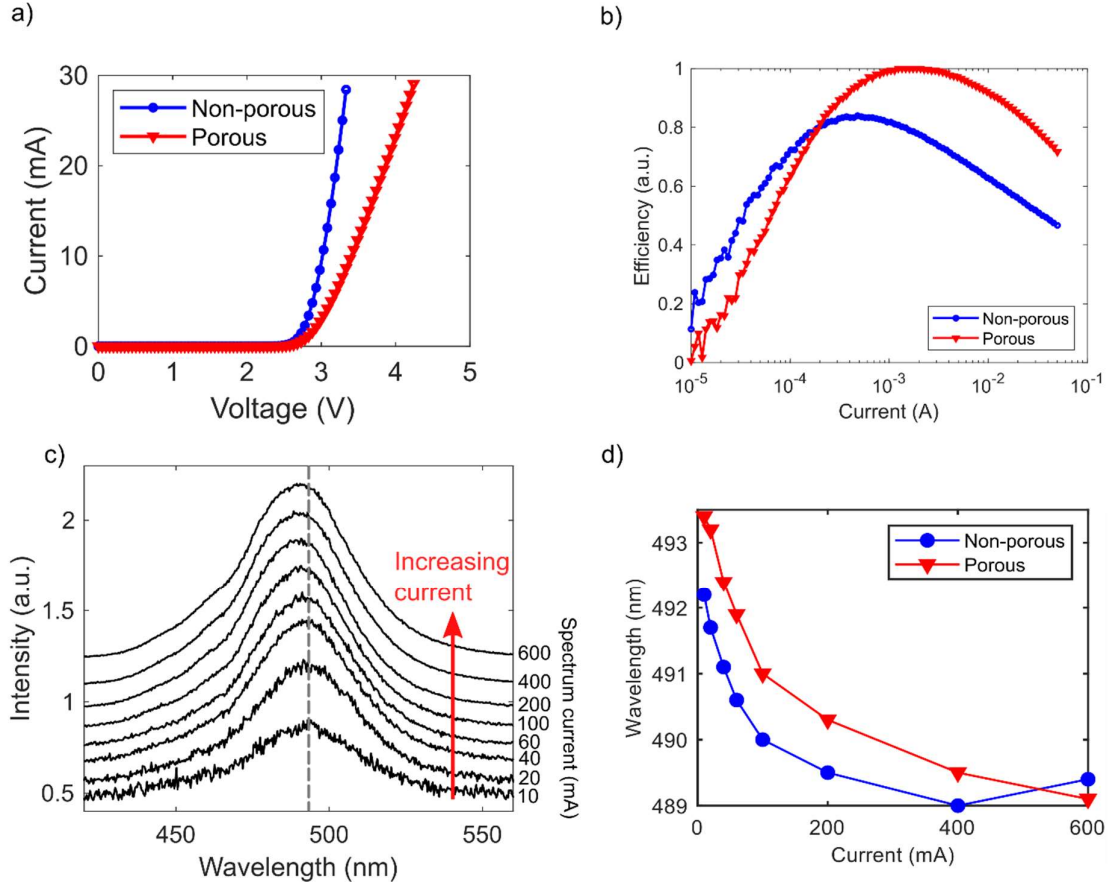 a)
30
20
10
0
Current (mA)
Non-porous
Porous
0 1 2 3 4 5
Voltage (V)
b)
1
0.8
0.6
0.4
0.2
0
Efficiency (a.u.)
Non-porous
Porous
10-5 10-4 10-3 10-2 10-1
Current (A)
c)
2
1.5
1
0.5
Intensity (a.u.)
Increasing
current
600
400
200
100
60
40
20
10
Spectrum current (mA)
450 500 550
Wavelength (nm)
d)
493
492
491
490
489
Wavelength (nm)
Non-porous
Porous
0 200 400 600
Current (mA)